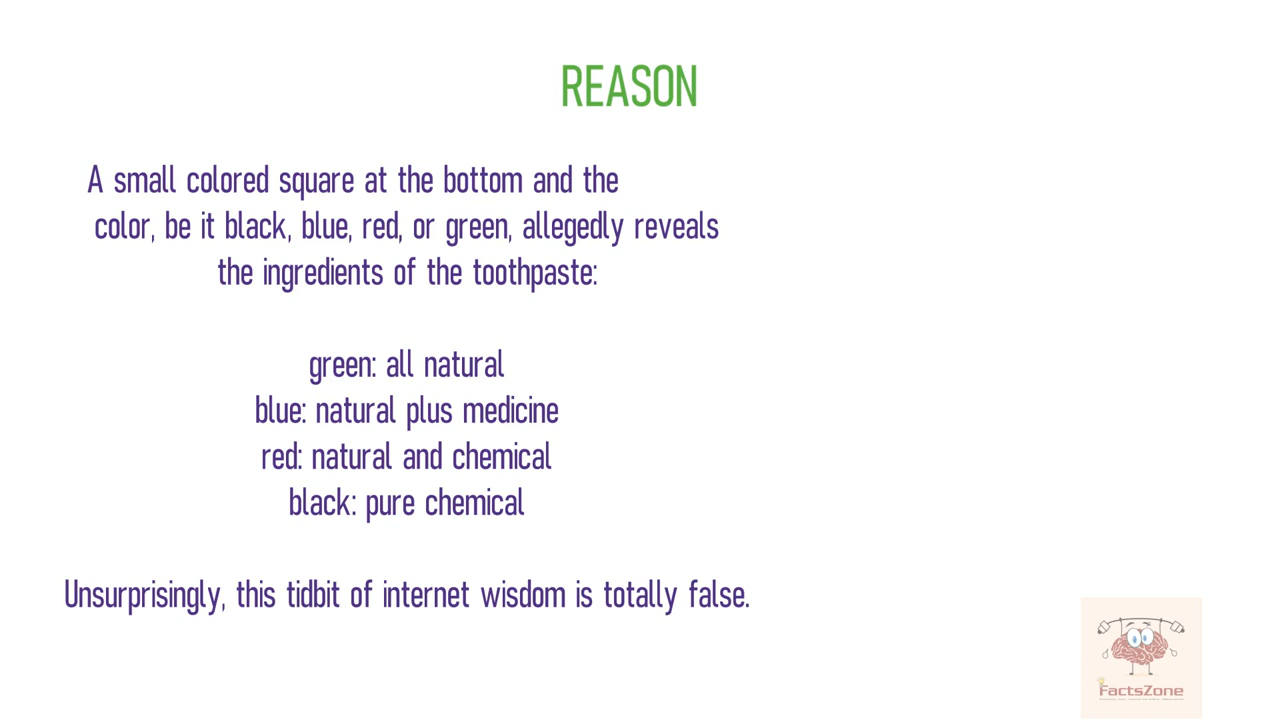 REASON
A small colored square at the bottom and the
color, be it black, blue, red, or green, allegedly reveals
the ingredients of the toothpaste:
green: all natural
blue: natural plus medicine
red: natural and chemical
black: pure chemical
Unsurprisingly, this tidbit of internet wisdom is totally false.
FactsZone